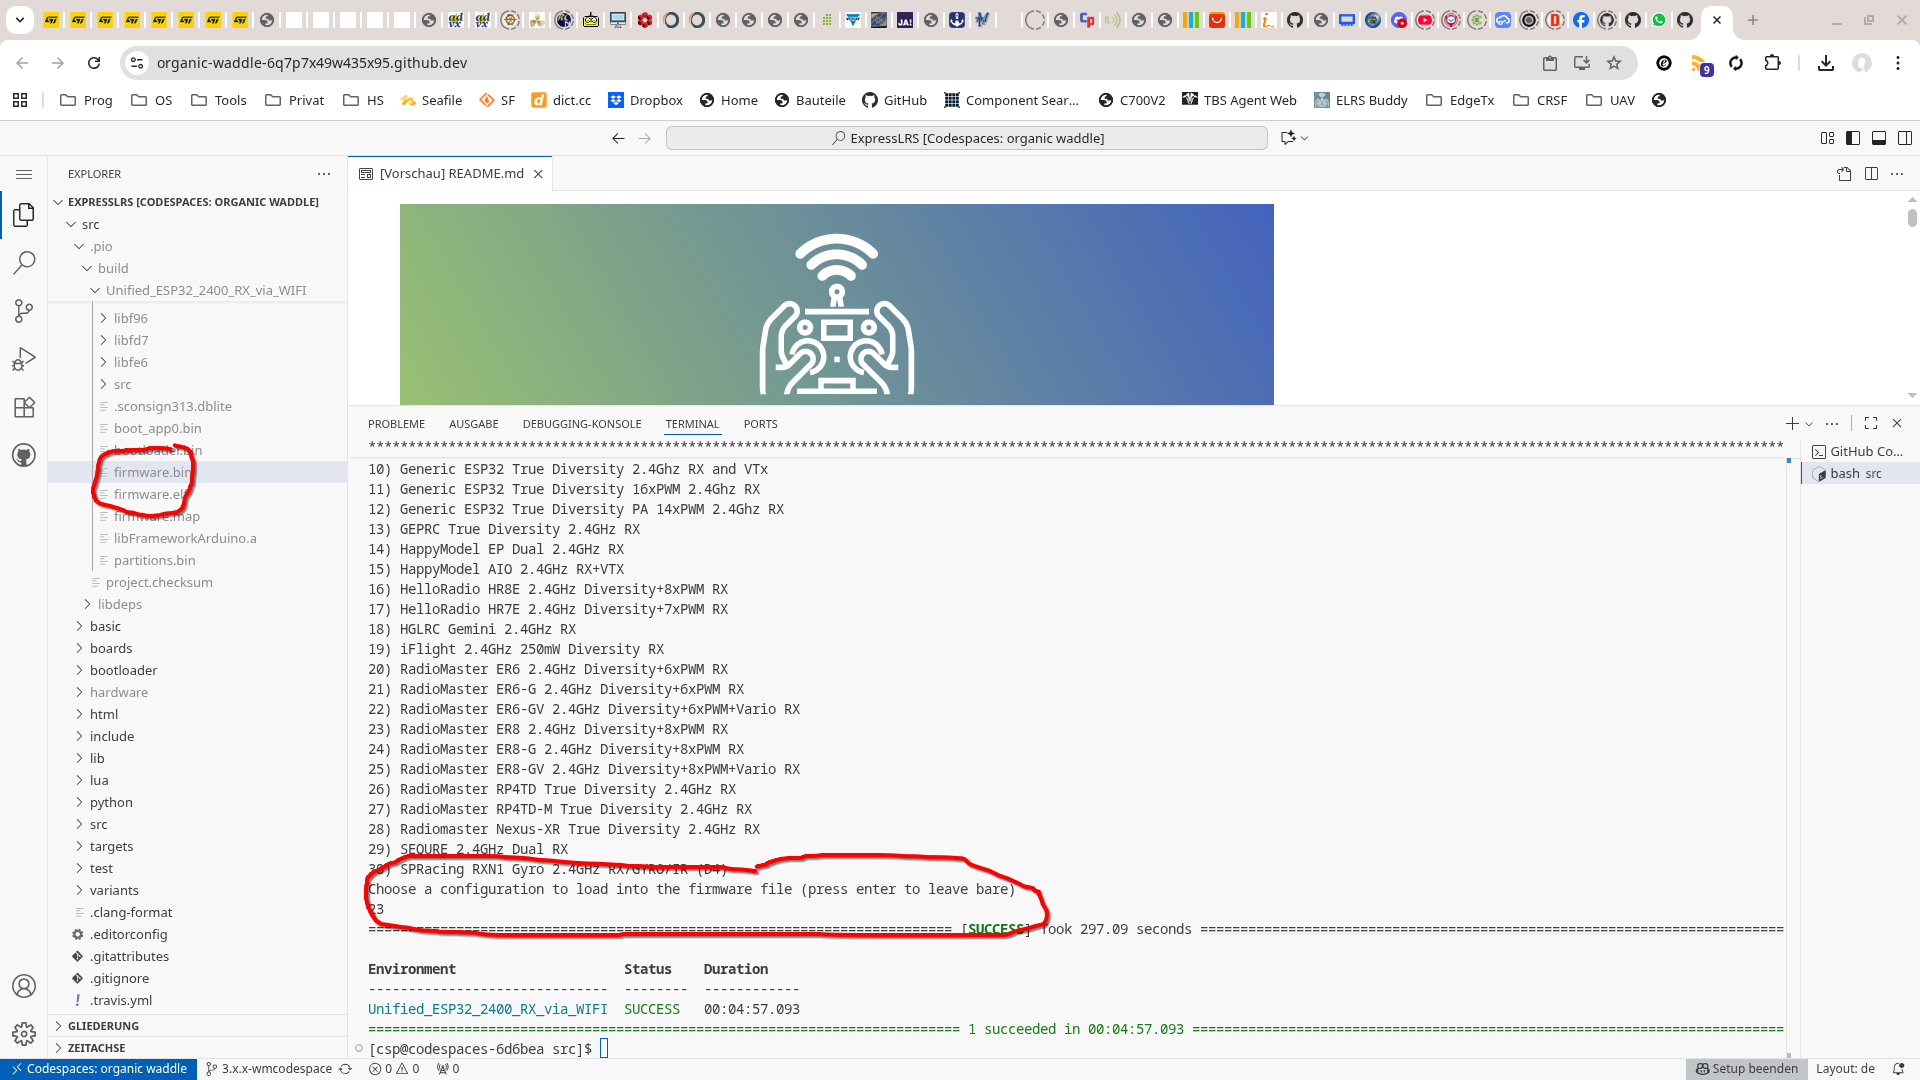 9
organic-waddle-6q7p7x49w435x95.github.dev
Prog
OS
Tools
Privat
HS
Seafile
SF
dict.cc
Dropbox
Home
Bauteile
GitHub
Component Sear...
C700V2
TBS Agent Web
ELRS Buddy
EdgeTx
CRSF
UAV
ExpressLRS [Codespaces: organic waddle]
EXPLORER
EXPRESSLRS [CODESPACES: ORGANIC WADDLE]
src
.pio
build
Unified_ESP32_2400_RX_via_WIFI
libf96
libfd7
libfe6
src
.sconsign313.dblite
boot_app0.bin
bootloader.bin
firmware.bin
firmware.elf
firmware.map
libFrameworkArduino.a
partitions.bin
project.checksum
libdeps
basic
boards
bootloader
hardware
html
include
lib
lua
python
src
targets
test
variants
.clang-format
.editorconfig
.gitattributes
.gitignore
.travis.yml
GLIEDERUNG
ZEITACHSE
[Vorschau] README.md
PROBLEME
AUSGABE
DEBUGGING-KONSOLE
TERMINAL
PORTS
10) Generic ESP32 True Diversity 2.4Ghz RX and VTx
11) Generic ESP32 True Diversity 16xPWM 2.4Ghz RX
12) Generic ESP32 True Diversity PA 14xPWM 2.4Ghz RX
13) GEPRC True Diversity 2.4GHz RX
14) HappyModel EP Dual 2.4GHz RX
15) HappyModel AIO 2.4GHz RX+VTX
16) HelloRadio HR8E 2.4GHz Diversity+8xPWM RX
17) HelloRadio HR7E 2.4GHz Diversity+7xPWM RX
18) HGLRC Gemini 2.4GHz RX
19) iFlight 2.4GHz 250mW Diversity RX
20) RadioMaster ER6 2.4GHz Diversity+6xPWM RX
21) RadioMaster ER6-G 2.4GHz Diversity+6xPWM RX
22) RadioMaster ER6-GV 2.4GHz Diversity+6xPWM+Vario RX
23) RadioMaster ER8 2.4GHz Diversity+8xPWM RX
24) RadioMaster ER8-G 2.4GHz Diversity+8xPWM RX
25) RadioMaster ER8-GV 2.4GHz Diversity+8xPWM+Vario RX
26) RadioMaster RP4TD True Diversity 2.4GHz RX
27) RadioMaster RP4TD-M True Diversity 2.4GHz RX
28) Radiomaster Nexus-XR True Diversity 2.4GHz RX
29) SEQURE 2.4GHz Dual RX
30) SPRacing RXN1 Gyro 2.4GHz RX/GYRO/IR (D4)
Choose a configuration to load into the firmware file (press enter to leave bare)
23
[SUCCESS] Took 297.09 seconds
Environment Status Duration
Unified_ESP32_2400_RX_via_WIFI SUCCESS 00:04:57.093
1 succeeded in 00:04:57.093
[csp@codespaces-6d6bea src]$
GitHub Co...
bash src
Codespaces: organic waddle
3.x.x-wmcodespace
0
0
0
Setup beenden
Layout: de